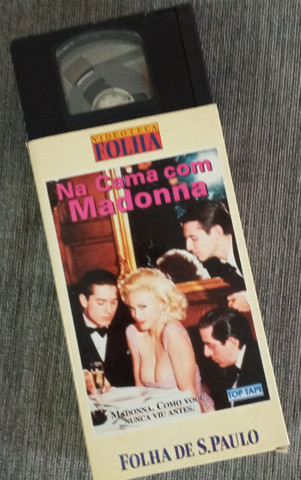 VIDEOTECA
FOLHA
Na Cama com
Madonna
MADONNA. COMO VOCÊ
NUNCA VIU ANTES.
TOP TAPE
FOLHA DE S.PAULO